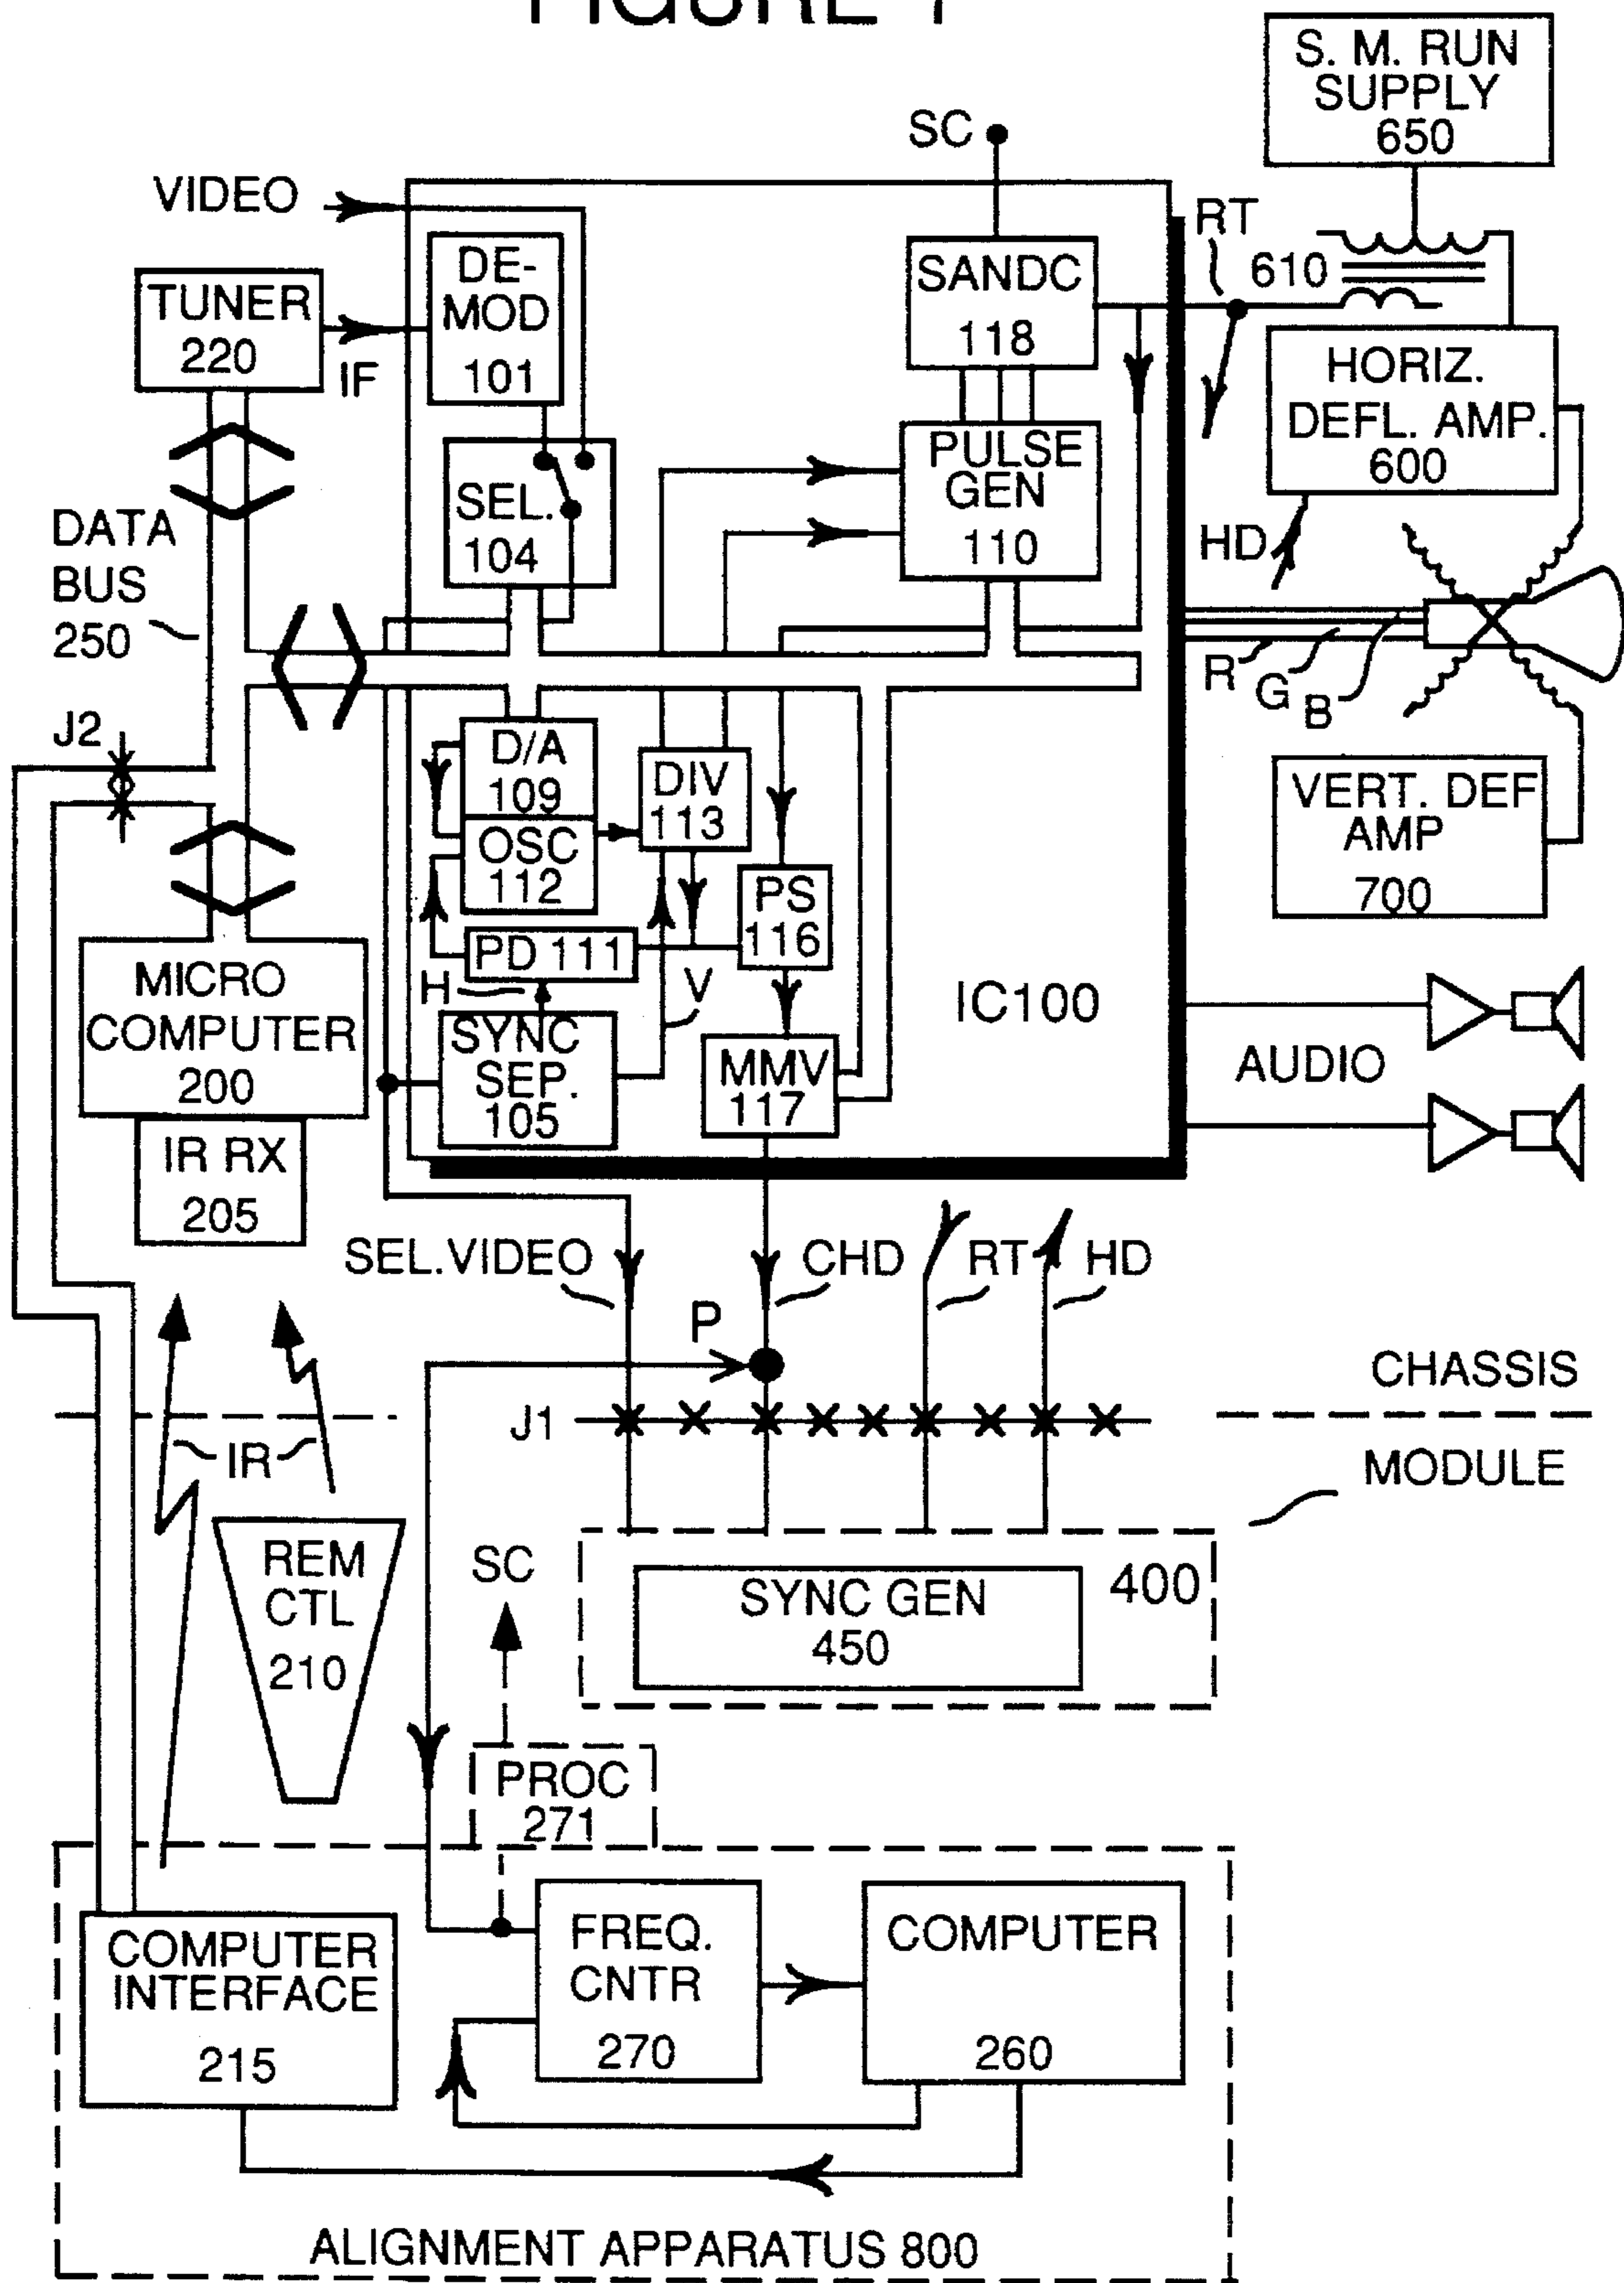 FIGURE 1
S. M. RUN
SUPPLY
650
SC
VIDEO
RT
610
DE-
MOD
101
SANDC
118
TUNER
220
IF
HORIZ.
DEFL. AMP.
600
PULSE
GEN
110
SEL.
104
HD
DATA
BUS
250
R
G
B
J2
D/A
109
DIV
113
OSC
112
VERT. DEF
AMP
700
PS
116
PD 111
H
V
IC100
MICRO
COMPUTER
200
SYNC
SEP.
105
MMV
117
AUDIO
IR RX
205
SEL.VIDEO
CHD
RT
HD
P
CHASSIS
J1
IR
MODULE
REM
CTL
210
SC
400
SYNC GEN
450
PROC
271
COMPUTER
INTERFACE
215
FREQ.
CNTR
270
COMPUTER
260
ALIGNMENT APPARATUS 800